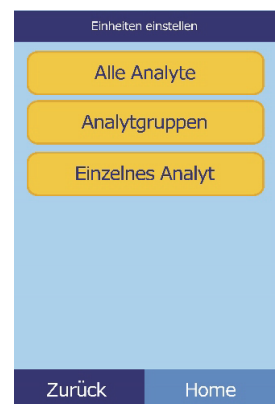 Einheiten einstellen
Alle Analyte
Analytgruppen
Einzelnes Analyt
Zurück Home